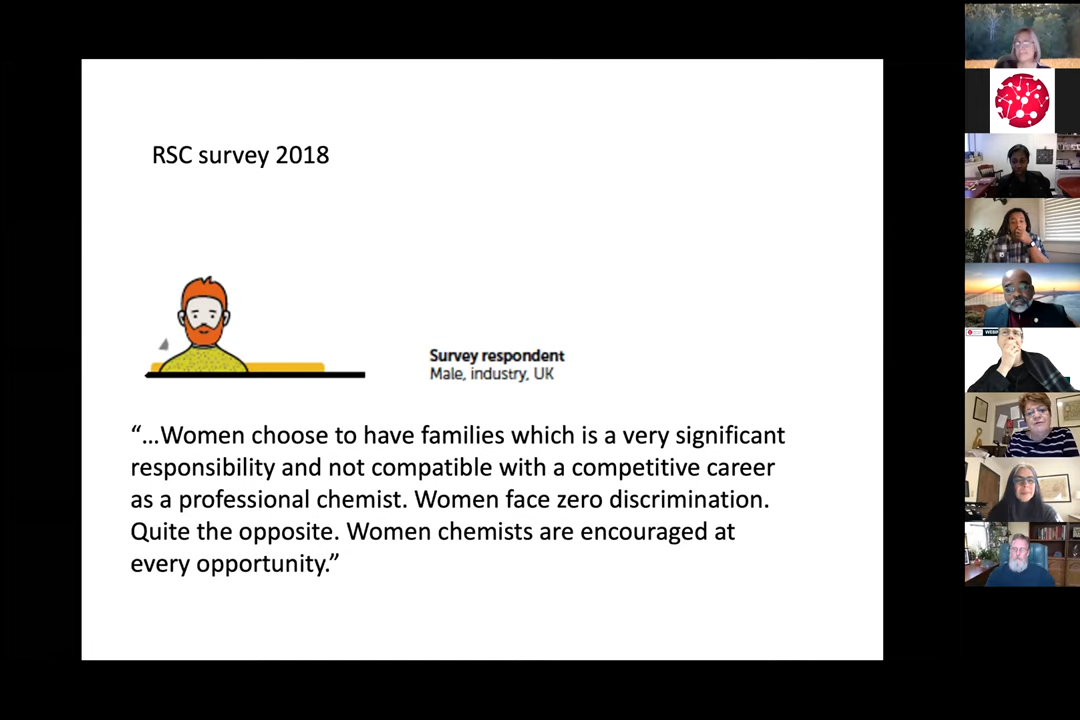 RSC survey 2018
Survey respondent
Male, industry, UK
“...Women choose to have families which is a very significant
responsibility and not compatible with a competitive career
as a professional chemist. Women face zero discrimination.
Quite the opposite. Women chemists are encouraged at
every opportunity.”